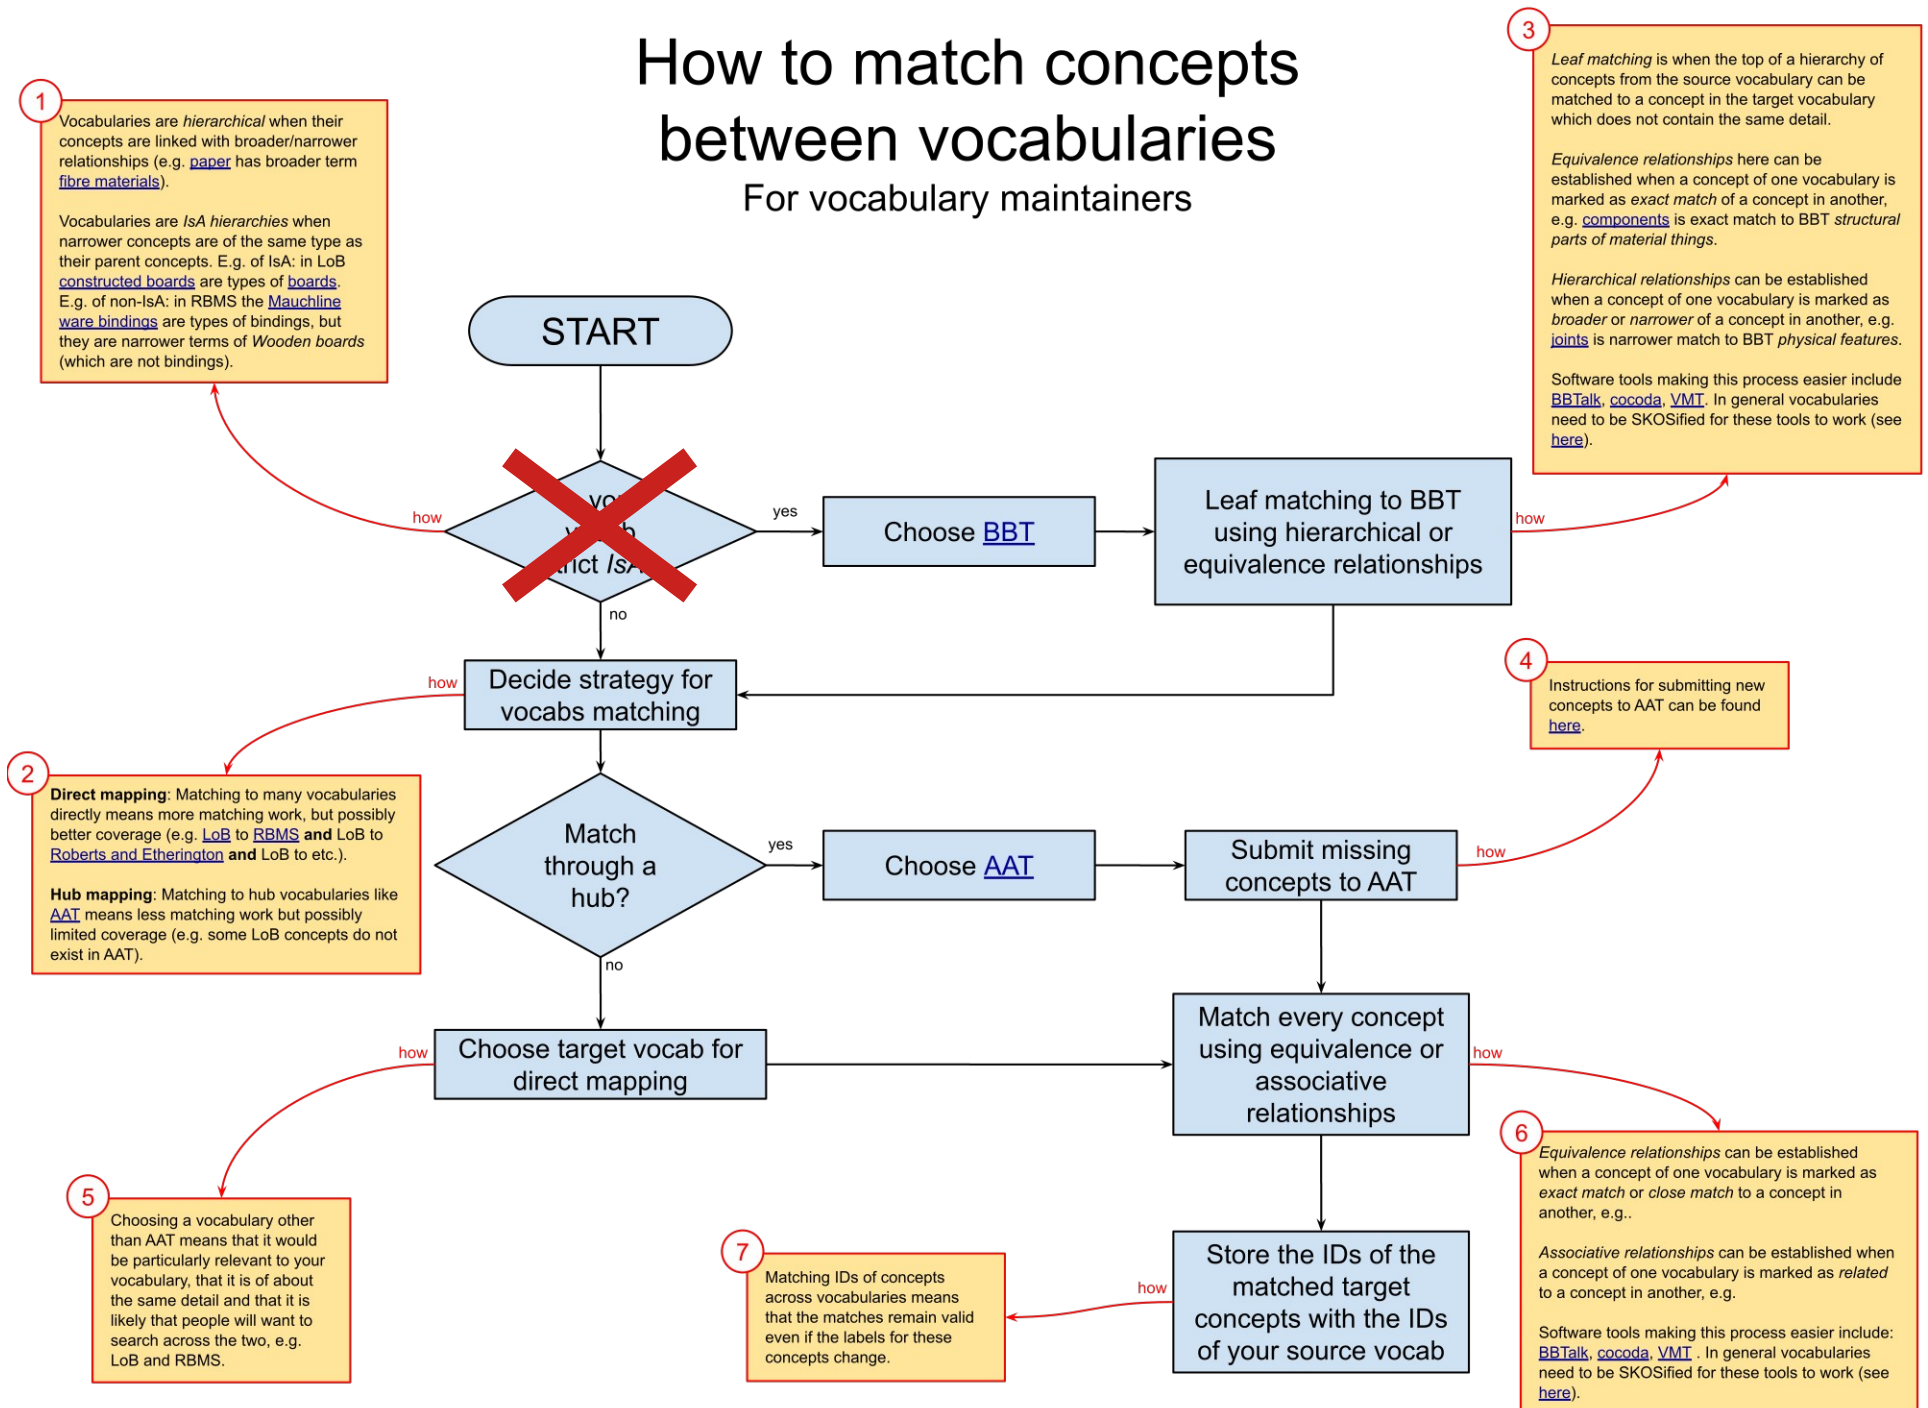 How to match concepts
between vocabularies
For vocabulary maintainers
1
Vocabularies are hierarchical when their
concepts are linked with broader/narrower
relationships (e.g. paper has broader term
fibre materials).
Vocabularies are IsA hierarchies when
narrower concepts are of the same type as
their parent concepts. E.g. of IsA: in LoB
constructed boards are types of boards.
E.g. of non-IsA: in RBMS the Mauchline
ware bindings are types of bindings, but
they are narrower terms of Wooden boards
(which are not bindings).
3
Leaf matching is when the top of a hierarchy of
concepts from the source vocabulary can be
matched to a concept in the target vocabulary
which does not contain the same detail.
Equivalence relationships here can be
established when a concept of one vocabulary is
marked as exact match of a concept in another,
e.g. components is exact match to BBT structural
parts of material things.
Hierarchical relationships can be established
when a concept of one vocabulary is marked as
broader or narrower of a concept in another, e.g.
joints is narrower match to BBT physical features.
Software tools making this process easier include
BBTalk, cocoda, VMT. In general vocabularies
need to be SKOSified for these tools to work (see
here).
START
how
yes
Choose BBT
Leaf matching to BBT
using hierarchical or
equivalence relationships
how
no
how
Decide strategy for
vocabs matching
4
Instructions for submitting new
concepts to AAT can be found
here.
2
Direct mapping: Matching to many vocabularies
directly means more matching work, but possibly
better coverage (e.g. LoB to RBMS and LoB to
Roberts and Etherington and LoB to etc.).
Hub mapping: Matching to hub vocabularies like
AAT means less matching work but possibly
limited coverage (e.g. some LoB concepts do not
exist in AAT).
Match
through a
hub?
yes
Choose AAT
Submit missing
concepts to AAT
how
no
how
Choose target vocab for
direct mapping
Match every concept
using equivalence or
associative
relationships
how
5
Choosing a vocabulary other
than AAT means that it would
be particularly relevant to your
vocabulary, that it is of about
the same detail and that it is
likely that people will want to
search across the two, e.g.
LoB and RBMS.
7
Matching IDs of concepts
across vocabularies means
that the matches remain valid
even if the labels for these
concepts change.
how
Store the IDs of the
matched target
concepts with the IDs
of your source vocab
6
Equivalence relationships can be established
when a concept of one vocabulary is marked as
exact match or close match to a concept in
another, e.g..
Associative relationships can be established when
a concept of one vocabulary is marked as related
to a concept in another, e.g.
Software tools making this process easier include:
BBTalk, cocoda, VMT . In general vocabularies
need to be SKOSified for these tools to work (see
here).